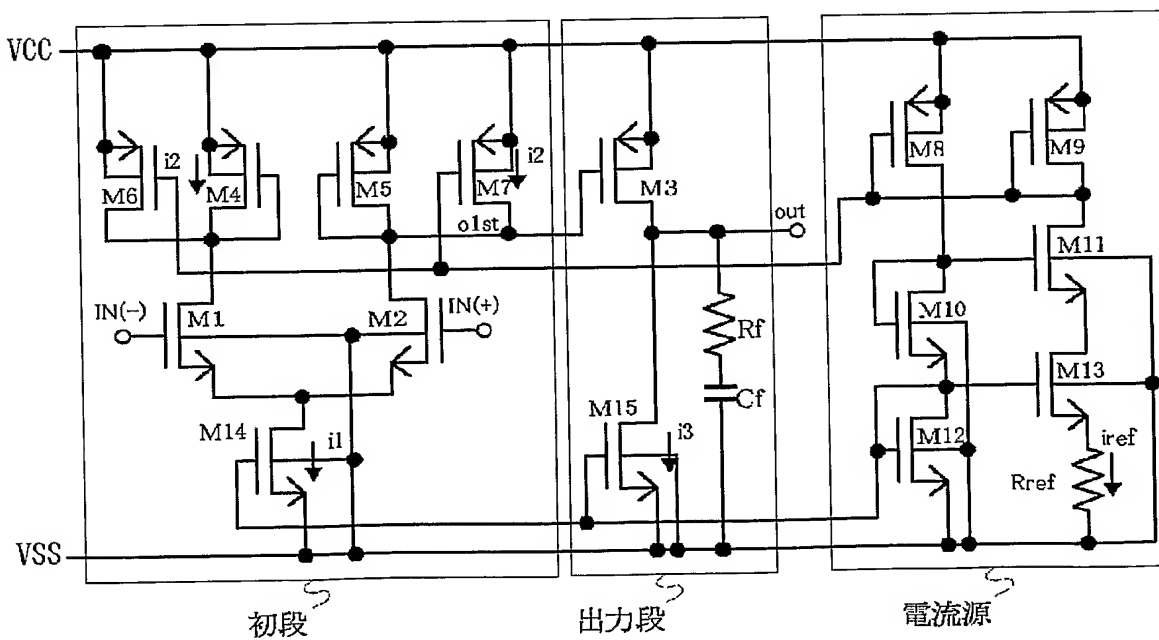 VCC
M6
i2
M4
M5
M7
i2
o1st
M3
out
M8
M9
M11
IN(-)
M1
M2
IN(+)
Rf
Cf
M10
M13
M14
i1
M15
i3
M12
iref
Rref
VSS
初段
出力段
電流源